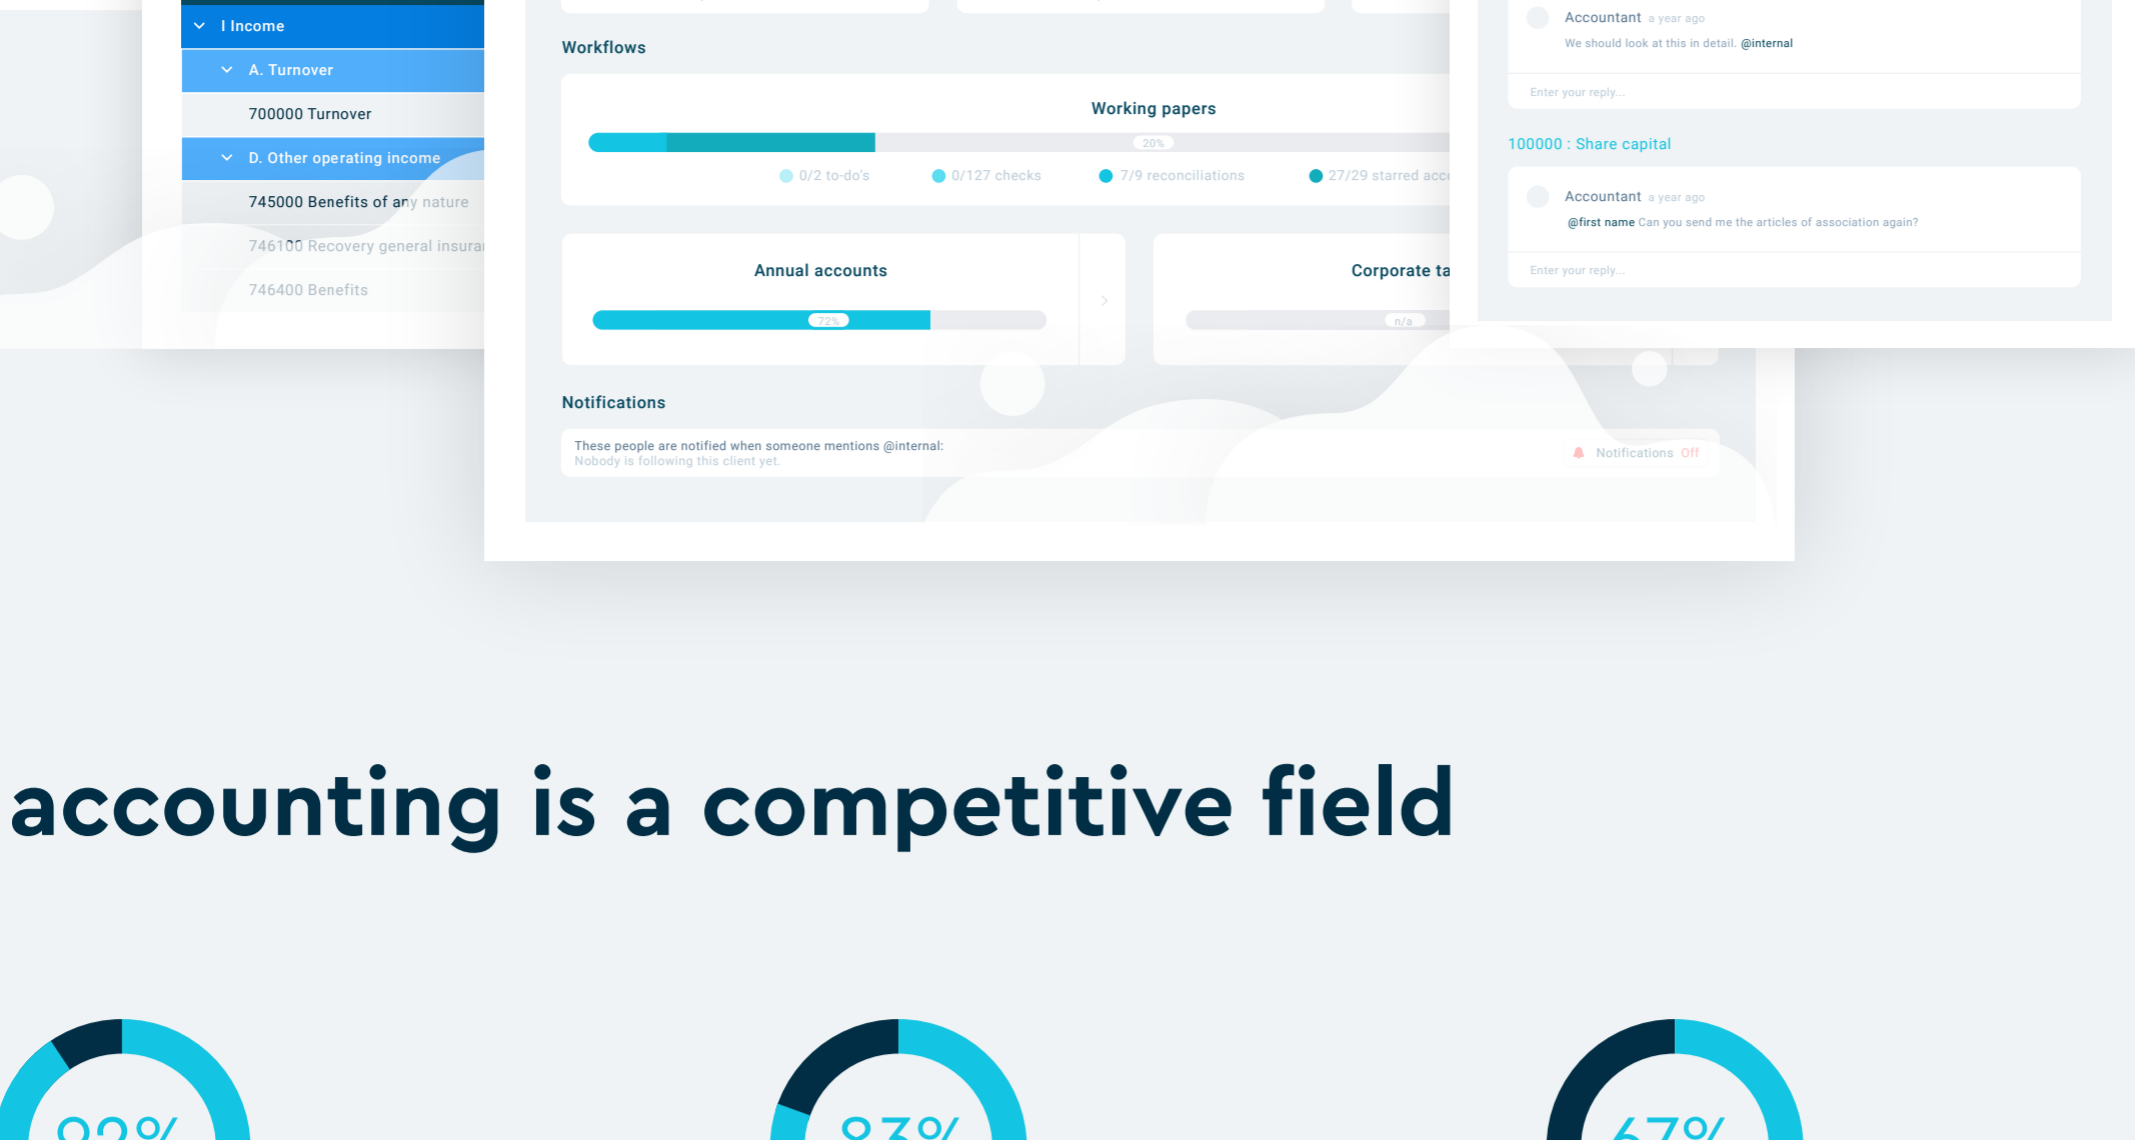 I Income
A. Turnover
700000 Turnover
D. Other operating income
745000 Benefits of any nature
746100 Recovery general
746400 Benefits
Workflows
Working papers
20%
0/2 to-do's
0/127 checks
7/9 reconciliations
27/29 starred
Annual accounts
72%
Corporate
n/a
Notifications
These people are notified when someone mentions @internal:
Nobody is following this client yet.
Notifications Off
Accountant a year ago
We should look at this in detail. @internal
Enter your reply...
100000 : Share capital
Accountant a year ago
@first name Can you send me the articles of association again?
Enter your reply...
accounting is a competitive field
83%
67%